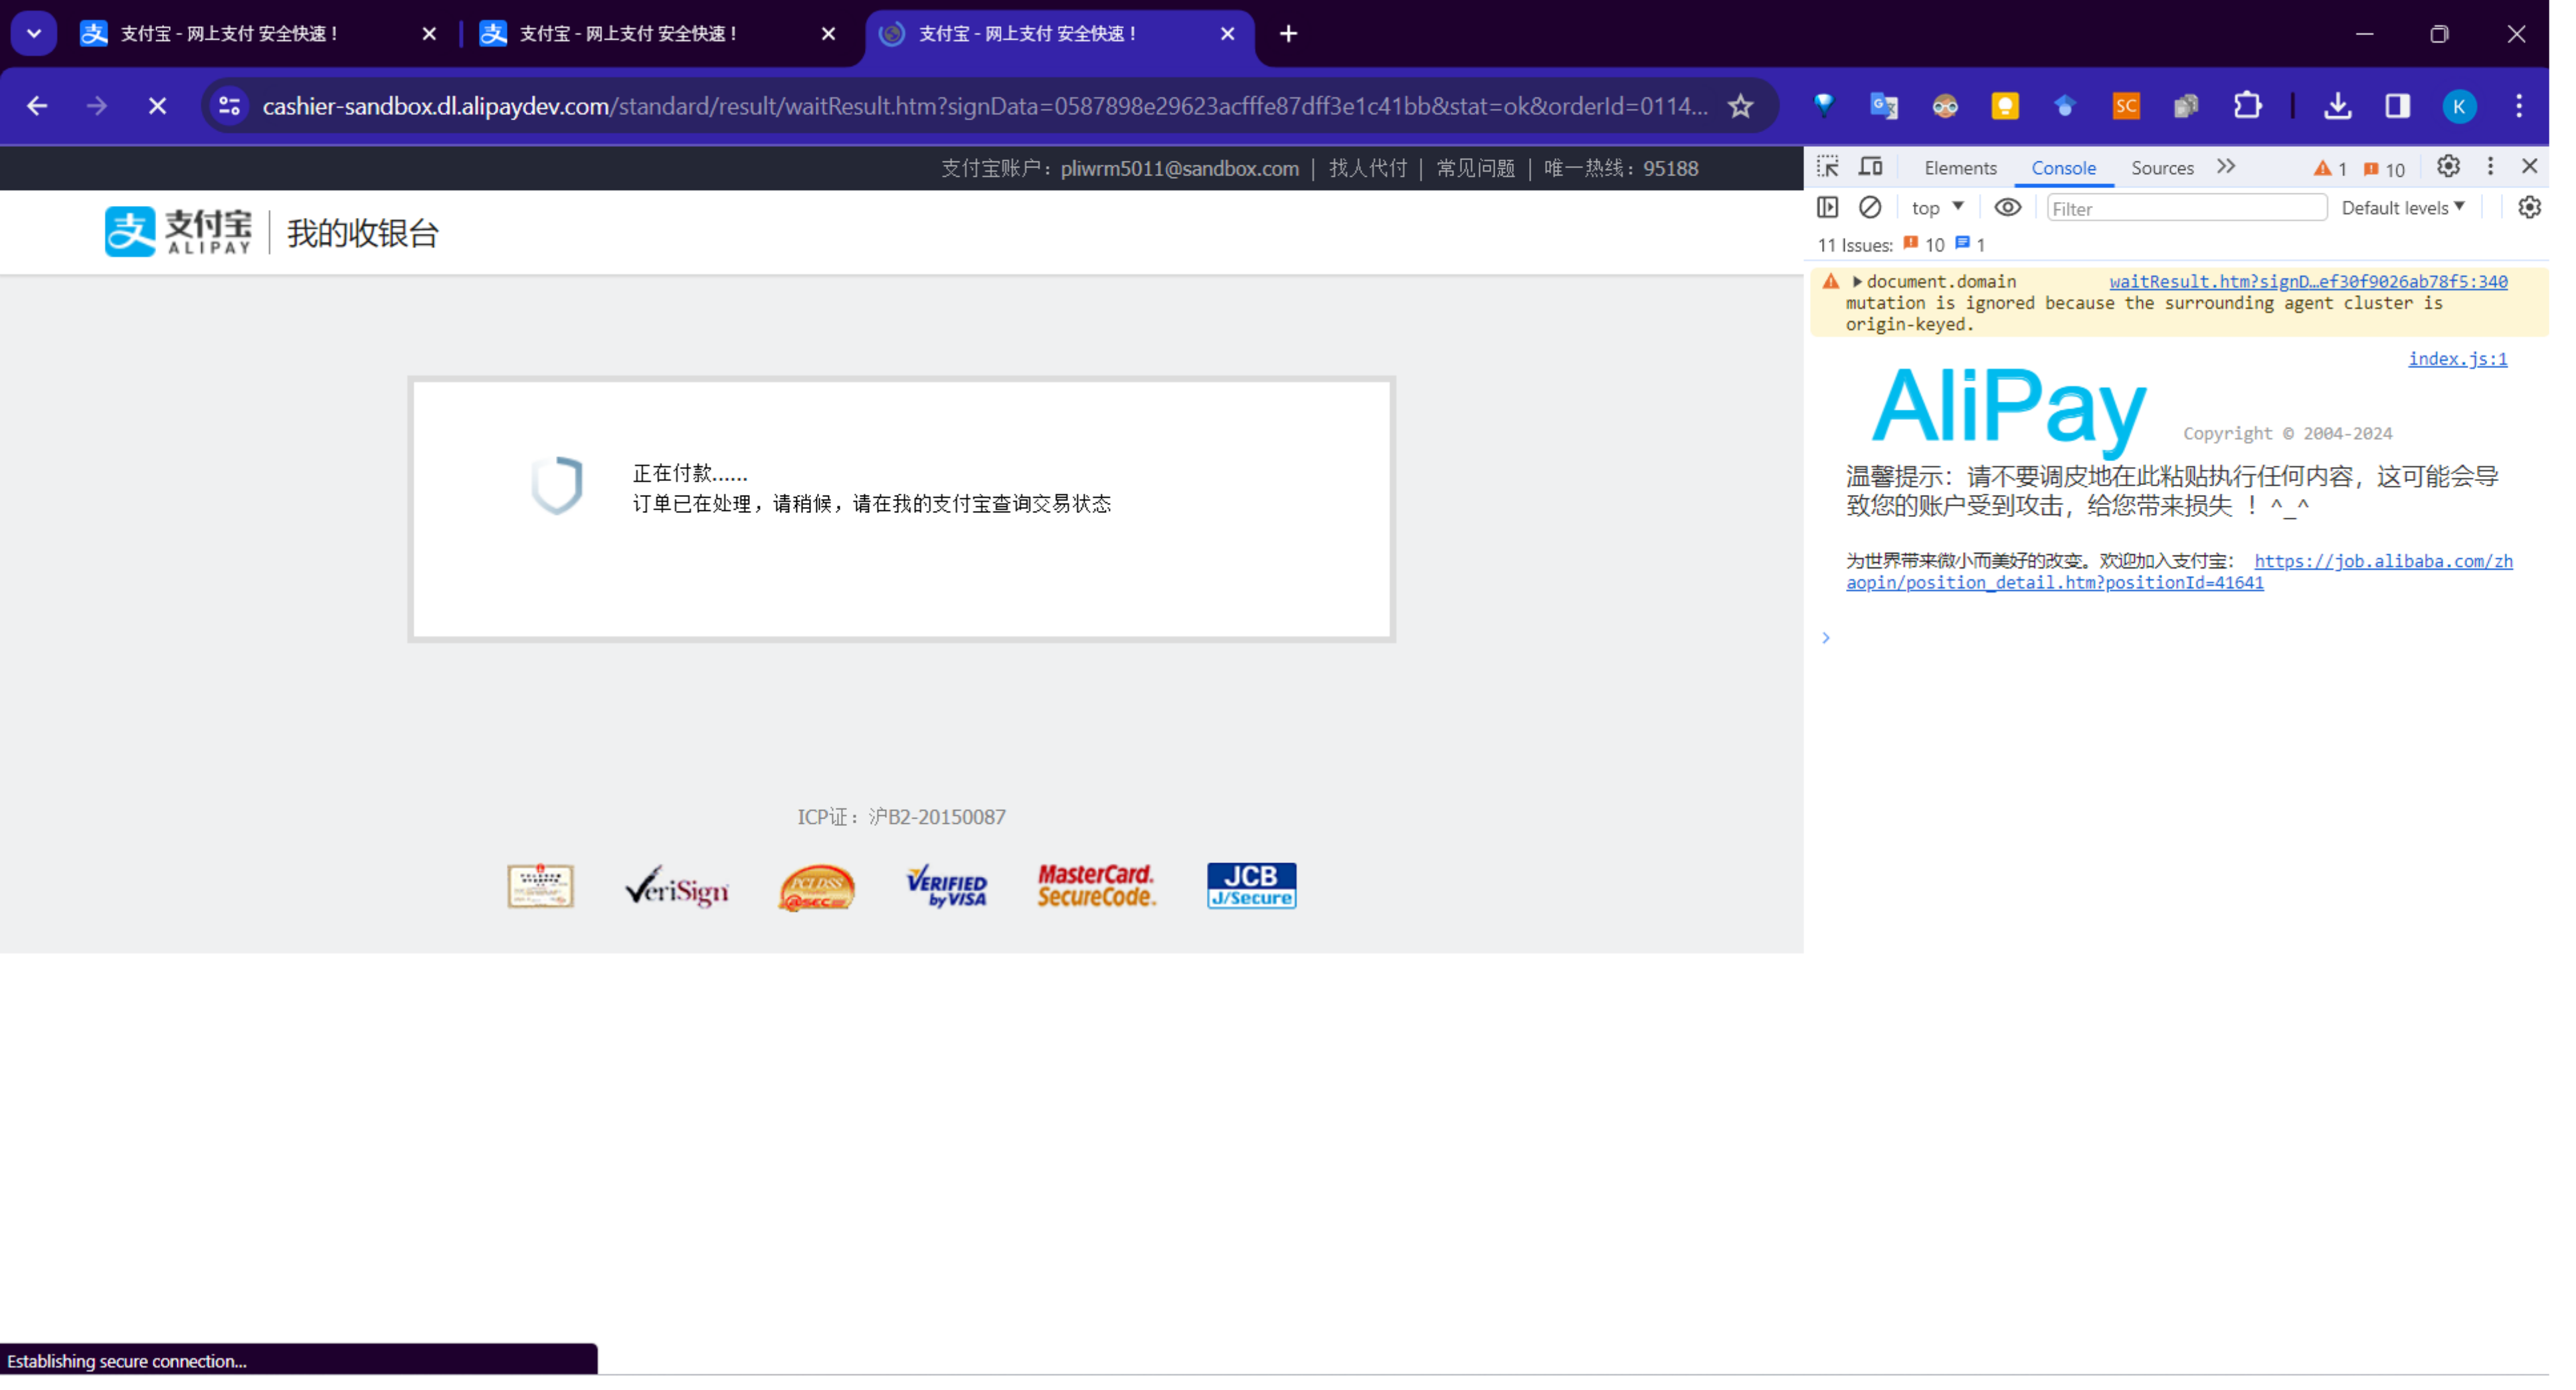 支付宝 - 网上支付 安全快速！
支付宝 - 网上支付 安全快速！
支付宝 - 网上支付 安全快速！
cashier-sandbox.dl.alipaydev.com/standard/result/waitResult.htm?signData=0587898e29623acfffe87dff3e1c41bb&stat=ok&orderId=0114...
SC
K
支付宝账户：pliwrm5011@sandbox.com | 找人代付 | 常见问题 | 唯一热线：95188
支 支付宝 ALIPAY | 我的收银台
正在付款......
订单已在处理，请稍候，请在我的支付宝查询交易状态
ICP证：沪B2-20150087
VeriSign
PCI DSS
@SEC
VERIFIED by VISA
MasterCard. SecureCode.
JCB J/Secure
Establishing secure connection...
Elements Console Sources 1 10
top Filter Default levels
11 Issues: 10 1
document.domain waitResult.htm?signD…ef30f9026ab78f5:340
mutation is ignored because the surrounding agent cluster is
origin-keyed.
index.js:1
AliPay Copyright © 2004-2024
温馨提示：请不要调皮地在此粘贴执行任何内容，这可能会导
致您的账户受到攻击，给您带来损失 ！^_^
为世界带来微小而美好的改变。欢迎加入支付宝： https://job.alibaba.com/zh
aopin/position_detail.htm?positionId=41641